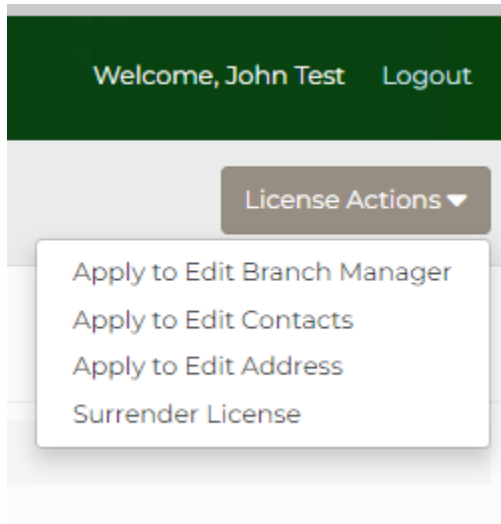 Welcome, John Test Logout
License Actions
Apply to Edit Branch Manager
Apply to Edit Contacts
Apply to Edit Address
Surrender License